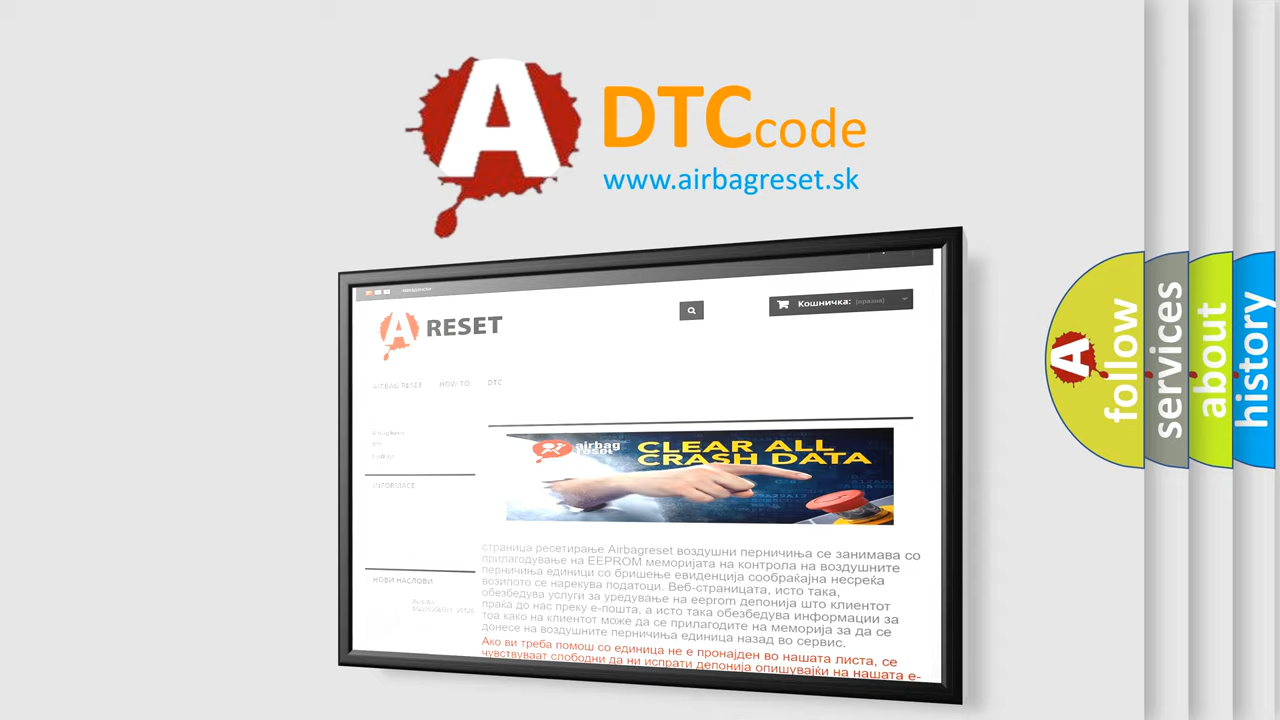 A
DTCcode
www.airbagreset.sk
A RESET
Кошничка: (празна)
AIRBAG RESET HOW TO DTC
INFORMACE
airbag
reset
CLEAR ALL
CRASH DATA
страница ресетирање Airbagreset воздушни перничиња се занимава со
прилагодување на EEPROM меморијата на контрола на воздушните
перничиња единици со бришење евиденција сообраќајна несреќа
возилото се нарекува податоци. Веб-страницата, исто така,
обезбедува услуги за уредување на eeprom депонија што клиентот
праќа до нас преку е-пошта, а исто така обезбедува информации за
тоа како на клиентот може да се прилагодите на меморија за да се
донесе на воздушните перничиња единица назад во сервис.
Ако ви треба помош со единица не е пронајден во нашата листа, се
чувствуваат слободни да ни испрати депонија опишувајќи на нашата е-
НОВИ НАСЛОВИ
A
follow
services
about
history